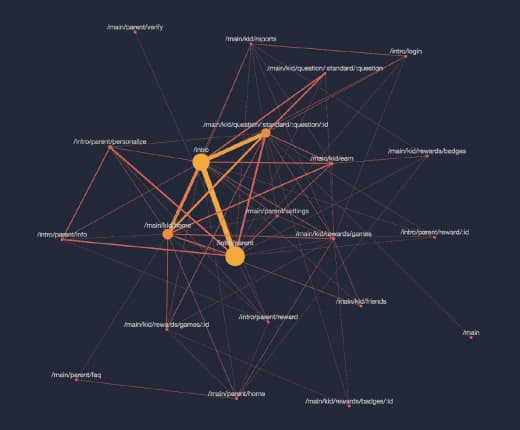 /main/parent/verify
/main/kid/reports
/intro/login
/main/kid/question/:standard/:question
/main/kid/question/:standard/:question/:id
/intro/parent/personalize
/intro
/main/kid/earn
/main/kid/rewards/badges
/main/parent/settings
/main/kid/home
/intro/parent/info
/intro/parent
/main/kid/rewards/games
/intro/parent/reward/:id
/main/kid/friends
/intro/parent/reward
/main/kid/rewards/games/:id
/main
/main/parent/faq
/main/parent/home
/main/kid/rewards/badges/:id